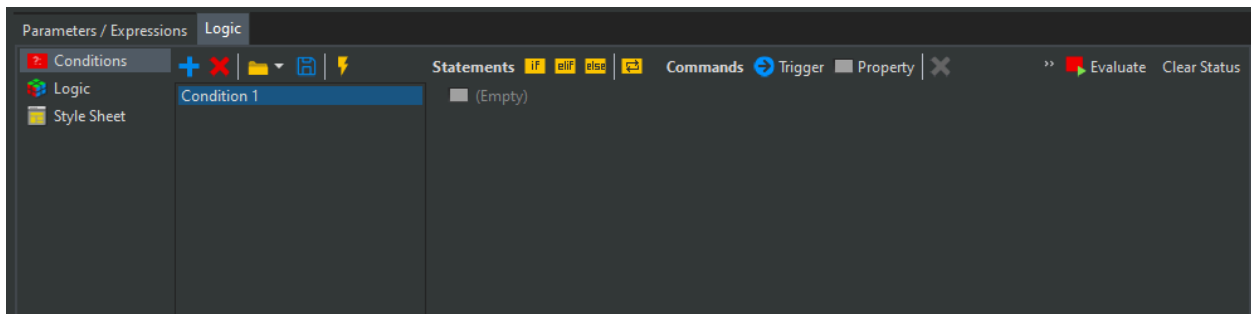 Parameters / Expressions Logic
?: Conditions
Statements if elif else Commands Trigger Property >> Evaluate Clear Status
Logic
Condition 1
(Empty)
Style Sheet